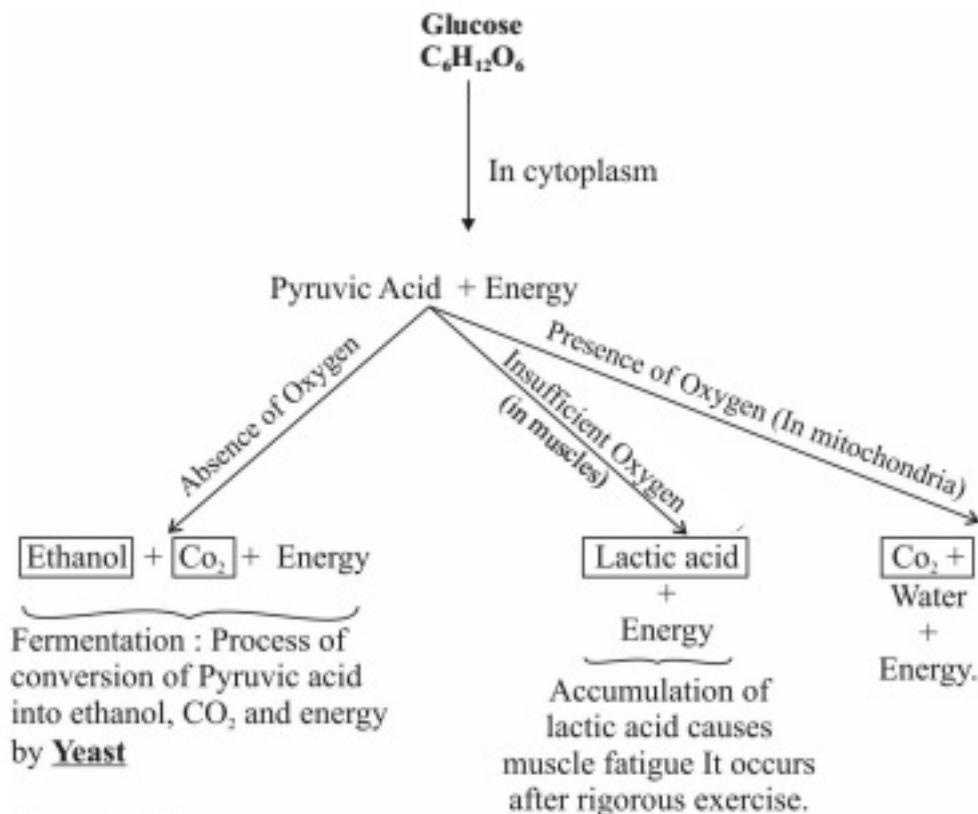 Glucose
C₆H₁₂O₆
In cytoplasm
Pyruvic Acid + Energy
Absence of Oxygen
Insufficient Oxygen
(in muscles)
Presence of Oxygen (In mitochondria)
Ethanol + Co₂ + Energy
Fermentation : Process of
conversion of Pyruvic acid
into ethanol, CO₂ and energy
by Yeast
Lactic acid
+
Energy
Accumulation of
lactic acid causes
muscle fatigue It occurs
after rigorous exercise.
Co₂ +
Water
+
Energy.